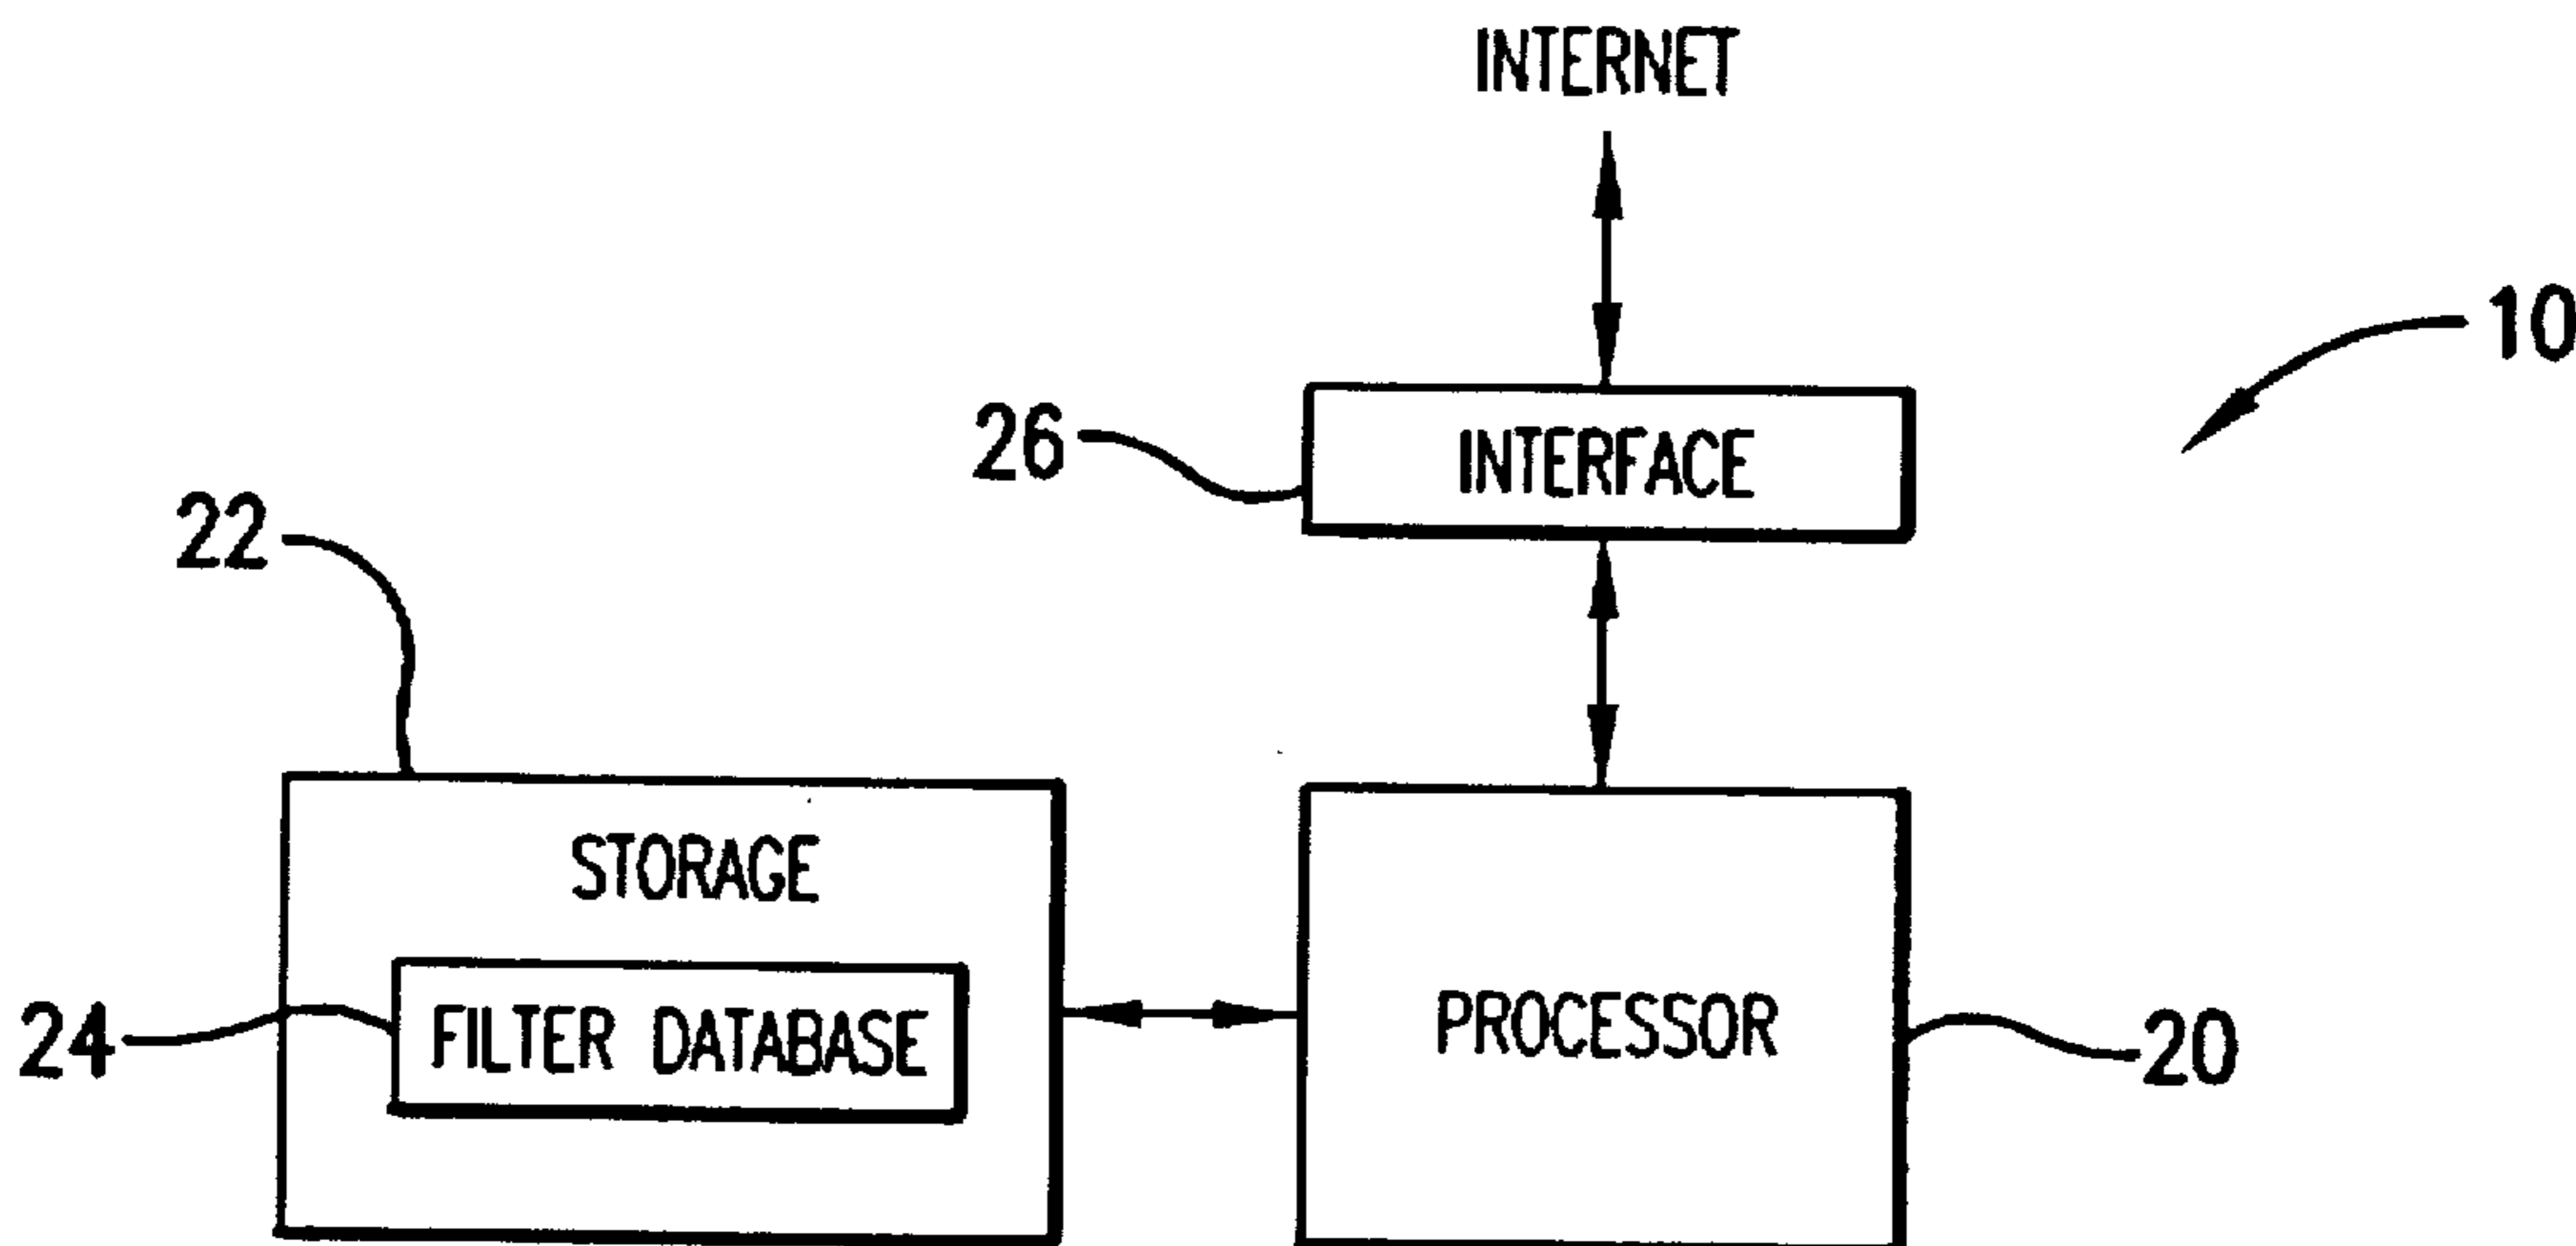 INTERNET
10
26
INTERFACE
22
STORAGE
24
FILTER DATABASE
PROCESSOR
20